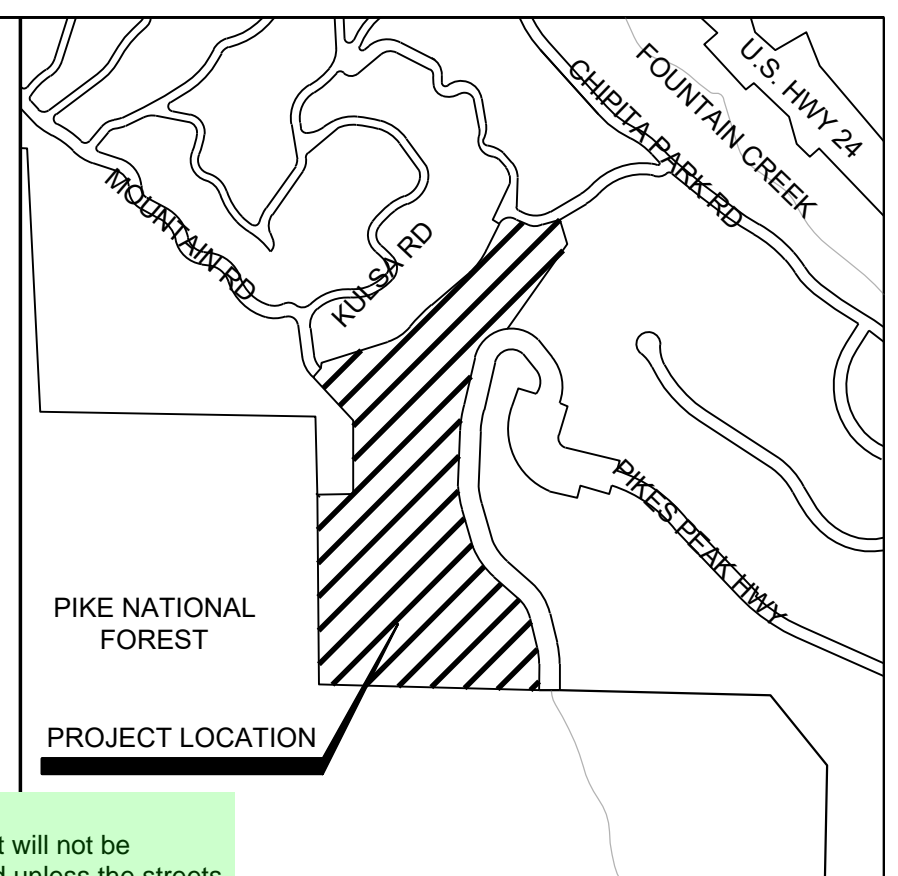 U.S. HWY 24
FOUNTAIN CREEK
CHIPITA PARK RD
MOUNTAIN RD
KULSA RD
PIKES PEAK HWY
PIKE NATIONAL
FOREST
PROJECT LOCATION
t will not be
d unless the streets